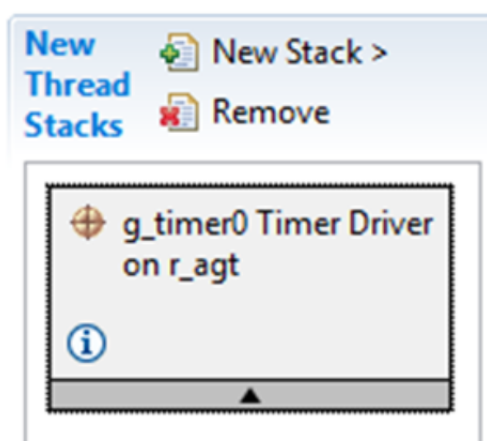 New Thread Stacks
New Stack >
Remove
g_timer0 Timer Driver
on r_agt